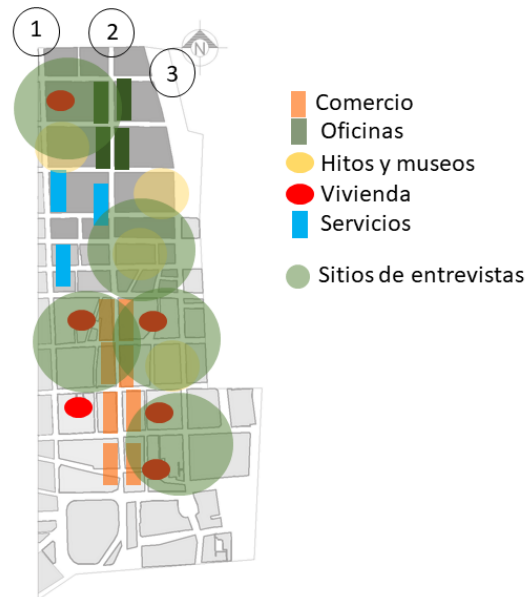 1
2
N
3
Comercio
Oficinas
Hitos y museos
Vivienda
Servicios
Sitios de entrevistas